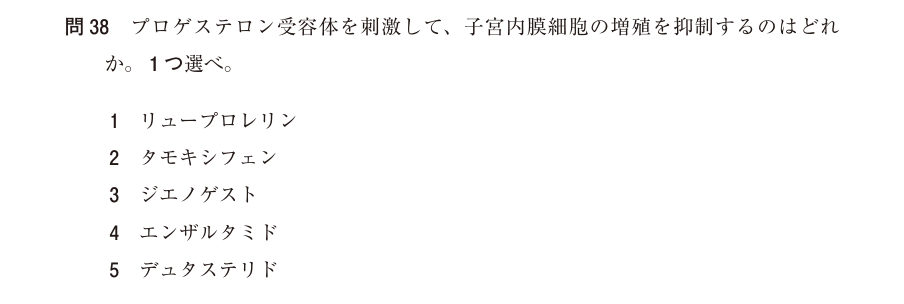 問 38　プロゲステロン受容体を刺激して、子宮内膜細胞の増殖を抑制するのはどれ
か。1つ選べ。
1　リュープロレリン
2　タモキシフェン
3　ジエノゲスト
4　エンザルタミド
5　デュタステリド